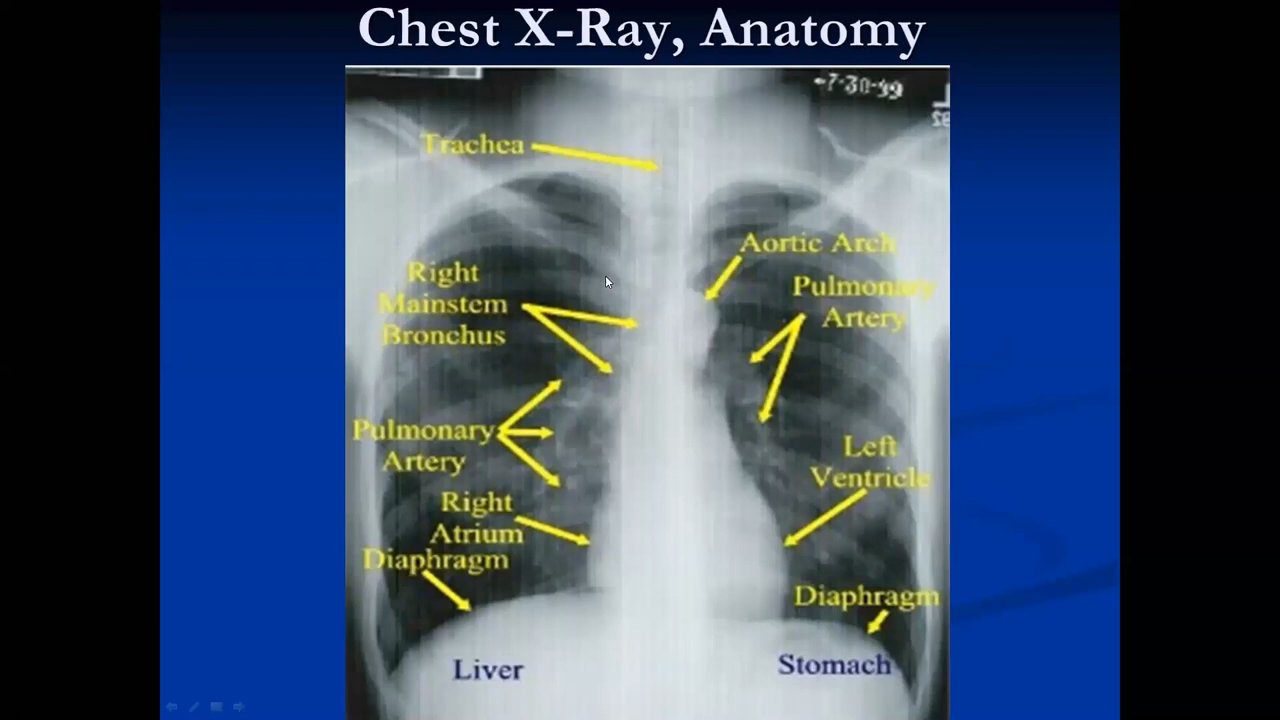 Chest X-Ray, Anatomy
-7-30-99
L
Trachea
Aortic Arch
Right
Mainstem
Bronchus
Pulmonary
Artery
Pulmonary
Artery
Left
Ventricle
Right
Atrium
Diaphragm
Diaphragm
Liver
Stomach